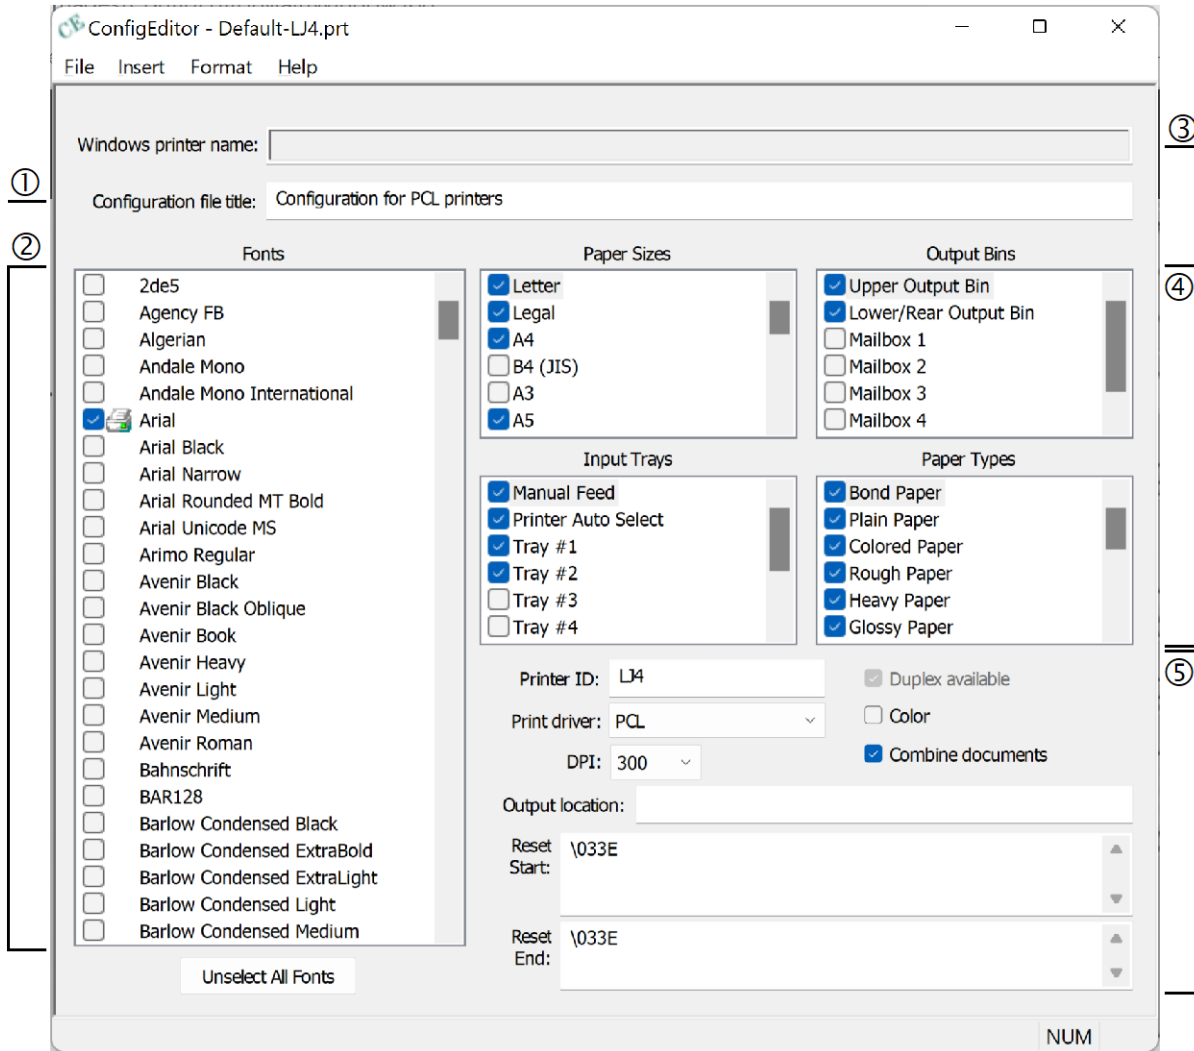 CE ConfigEditor - Default-LJ4.prt
File Insert Format Help
③
Windows printer name:
①
Configuration file title: Configuration for PCL printers
②
Fonts
2de5
Agency FB
Algerian
Andale Mono
Andale Mono International
Arial
Arial Black
Arial Narrow
Arial Rounded MT Bold
Arial Unicode MS
Arimo Regular
Avenir Black
Avenir Black Oblique
Avenir Book
Avenir Heavy
Avenir Light
Avenir Medium
Avenir Roman
Bahnschrift
BAR128
Barlow Condensed Black
Barlow Condensed ExtraBold
Barlow Condensed ExtraLight
Barlow Condensed Light
Barlow Condensed Medium
Unselect All Fonts
Paper Sizes
Letter
Legal
A4
B4 (JIS)
A3
A5
Output Bins
④
Upper Output Bin
Lower/Rear Output Bin
Mailbox 1
Mailbox 2
Mailbox 3
Mailbox 4
Input Trays
Manual Feed
Printer Auto Select
Tray #1
Tray #2
Tray #3
Tray #4
Paper Types
Bond Paper
Plain Paper
Colored Paper
Rough Paper
Heavy Paper
Glossy Paper
⑤
Printer ID: LJ4
Duplex available
Print driver: PCL
Color
DPI: 300
Combine documents
Output location:
Reset Start: \033E
Reset End: \033E
NUM